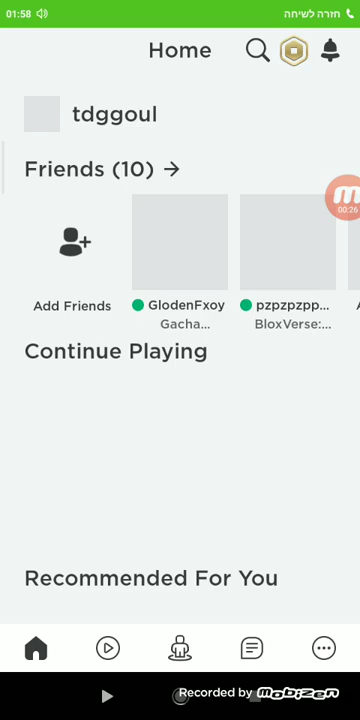 01:58 חזרה לשיחה
Home
tdggoul
Friends (10) →
00:26
Add Friends
GlodenFxoy
Gacha...
pzpzpzpp...
BloxVerse:...
Continue Playing
Recommended For You
Recorded by mobizen